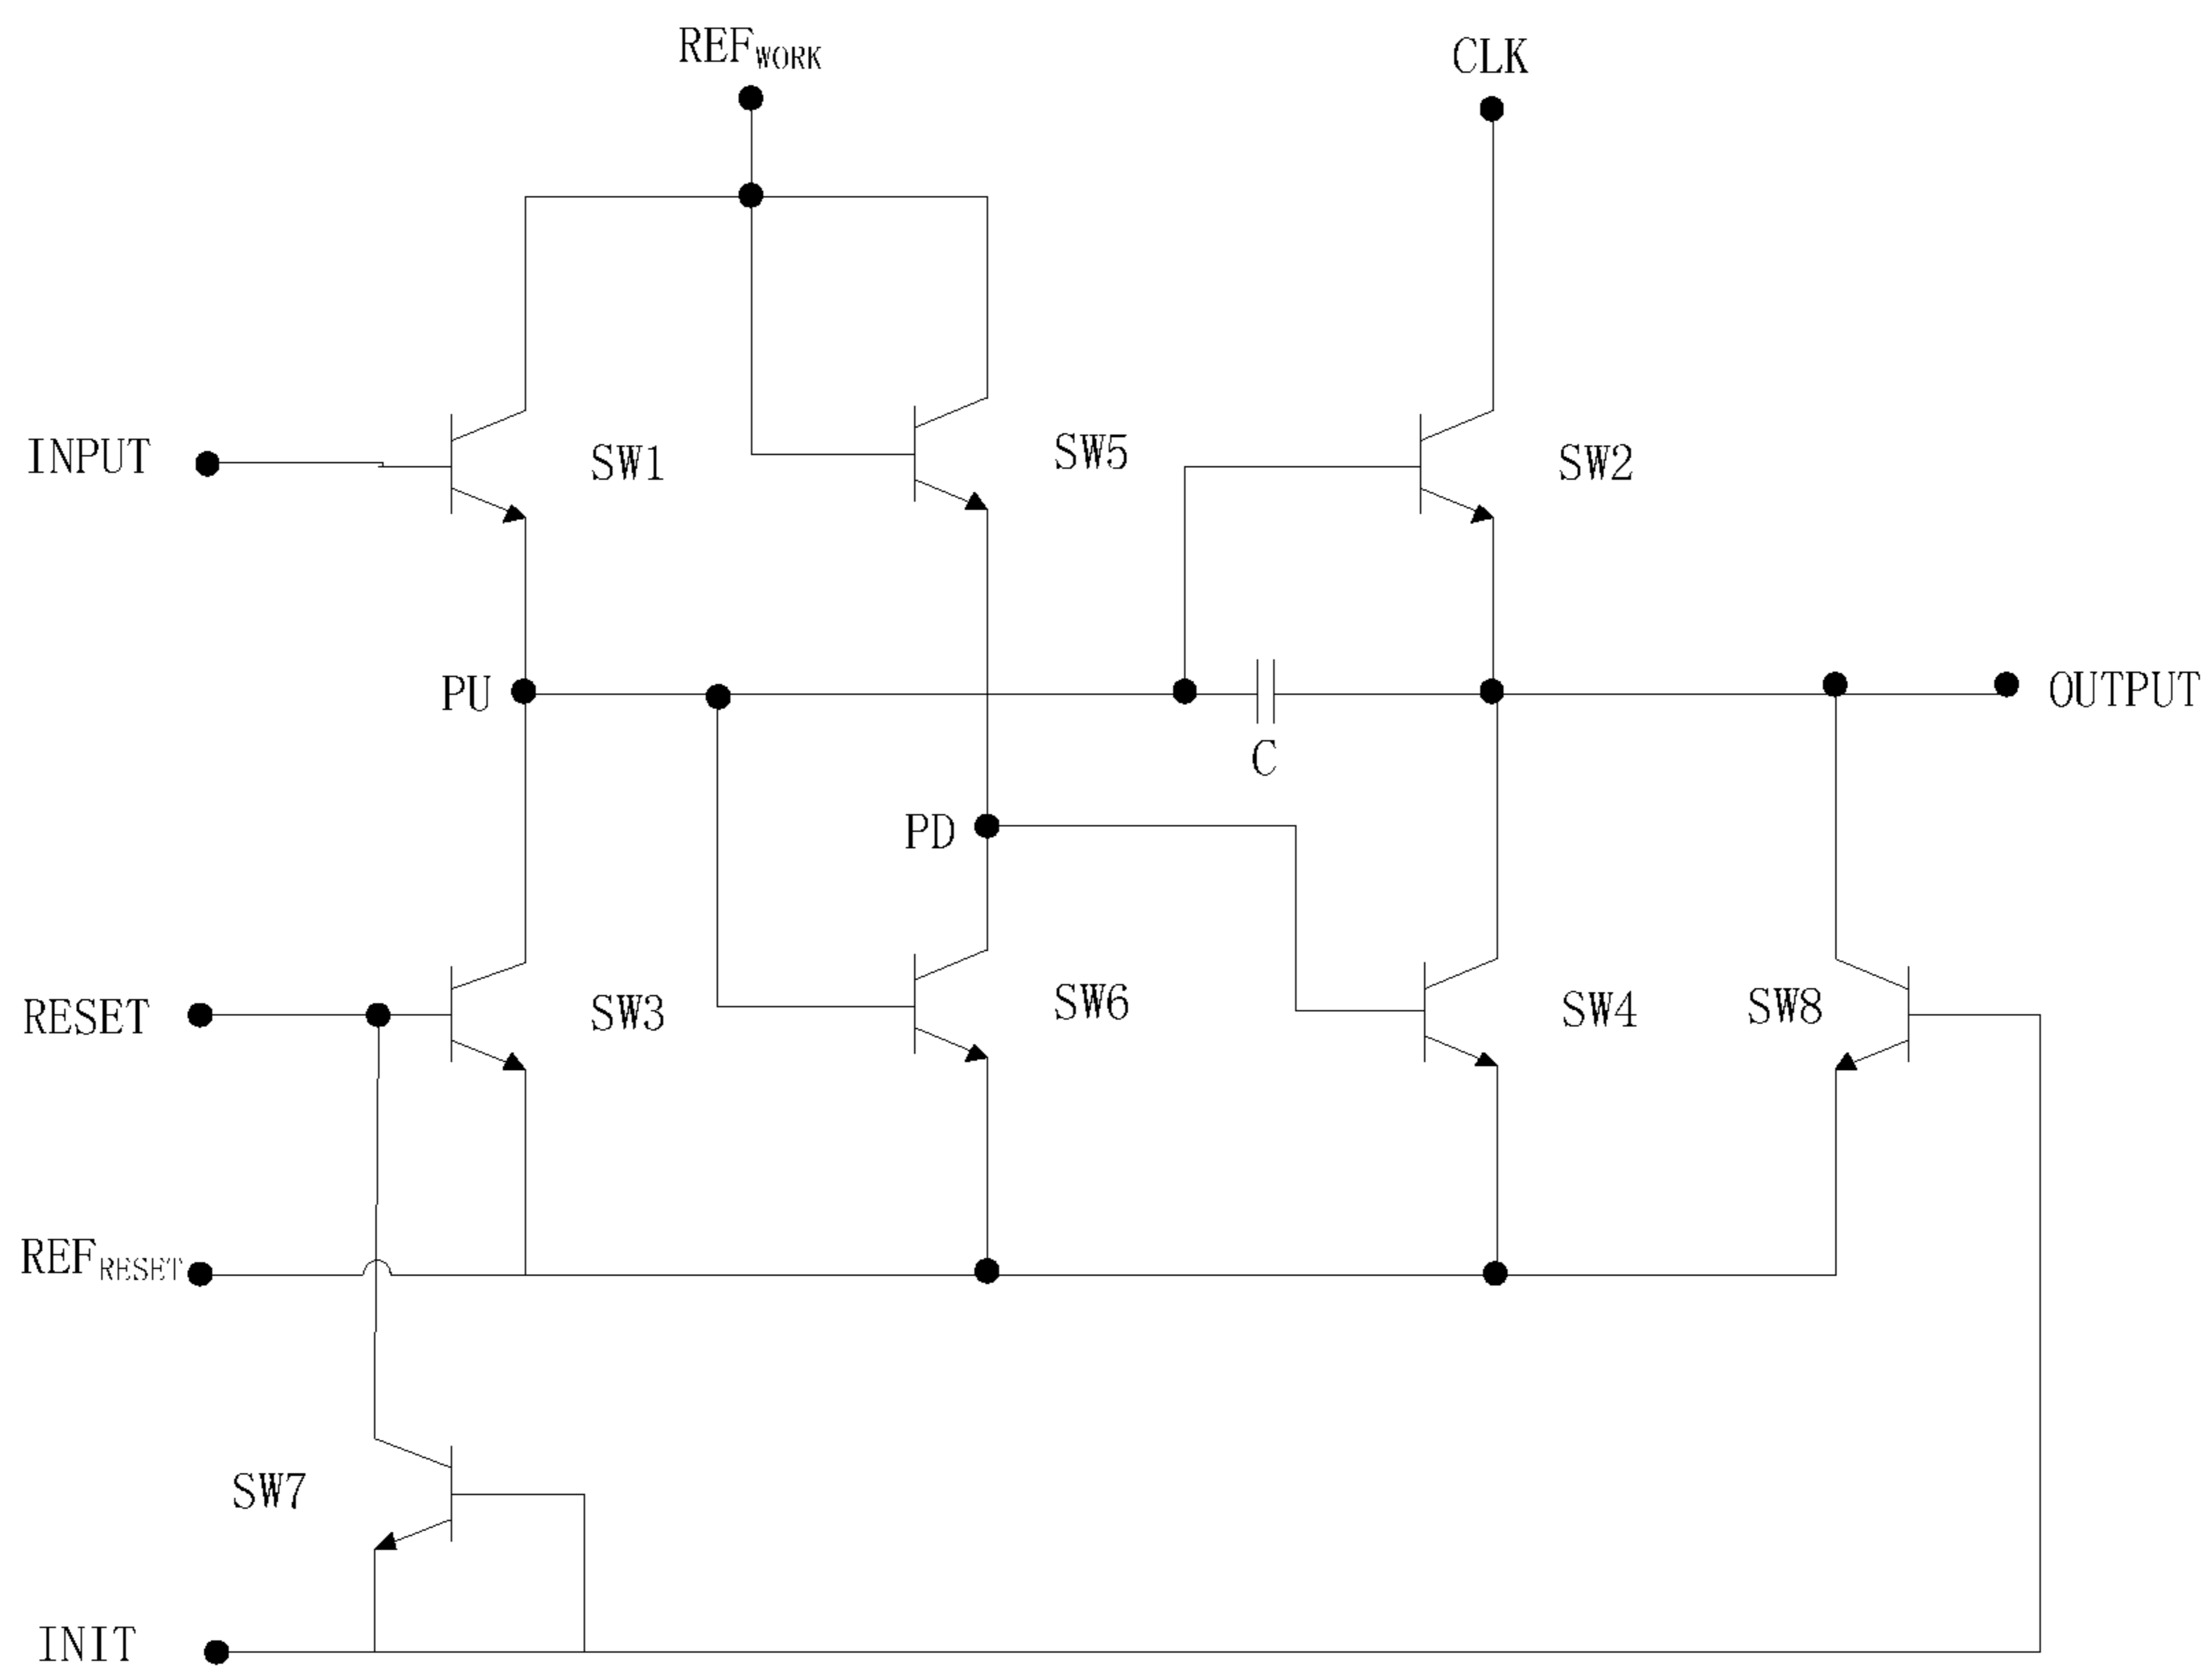 REFWORK
CLK
INPUT
SW1
SW5
SW2
PU
OUTPUT
C
PD
RESET
SW3
SW6
SW4
SW8
REFRESET
SW7
INIT